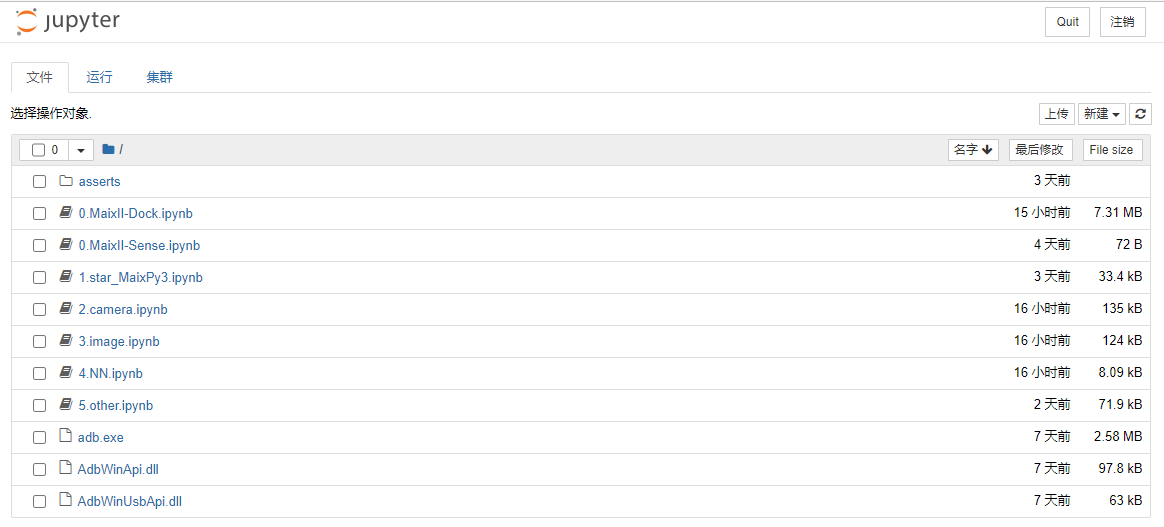 jupyter Quit 注销
文件 运行 集群
选择操作对象. 上传 新建
0 / 名字 最后修改 File size
asserts 3 天前
0.MaixII-Dock.ipynb 15 小时前 7.31 MB
0.MaixII-Sense.ipynb 4 天前 72 B
1.star_MaixPy3.ipynb 3 天前 33.4 kB
2.camera.ipynb 16 小时前 135 kB
3.image.ipynb 16 小时前 124 kB
4.NN.ipynb 16 小时前 8.09 kB
5.other.ipynb 2 天前 71.9 kB
adb.exe 7 天前 2.58 MB
AdbWinApi.dll 7 天前 97.8 kB
AdbWinUsbApi.dll 7 天前 63 kB